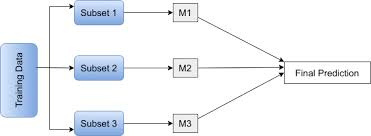 Training Data
Subset 1
M1
Subset 2
M2
Final Prediction
Subset 3
M3